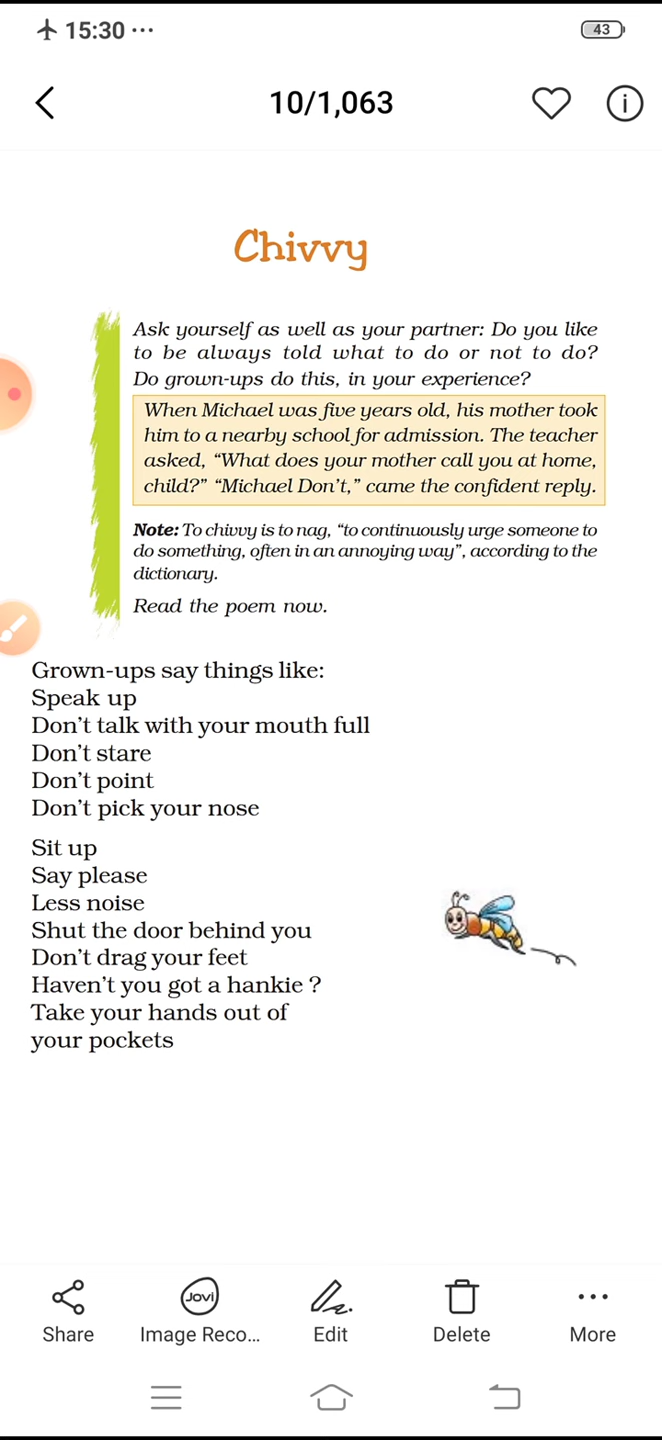 15:30 ...
43
10/1,063
Chivvy
Ask yourself as well as your partner: Do you like
to be always told what to do or not to do?
Do grown-ups do this, in your experience?
When Michael was five years old, his mother took
him to a nearby school for admission. The teacher
asked, “What does your mother call you at home,
child?” “Michael Don’t,” came the confident reply.
Note: To chivvy is to nag, “to continuously urge someone to
do something, often in an annoying way”, according to the
dictionary.
Read the poem now.
Grown-ups say things like:
Speak up
Don’t talk with your mouth full
Don’t stare
Don’t point
Don’t pick your nose
Sit up
Say please
Less noise
Shut the door behind you
Don’t drag your feet
Haven’t you got a hankie ?
Take your hands out of
your pockets
Jovi
Share Image Reco... Edit Delete More